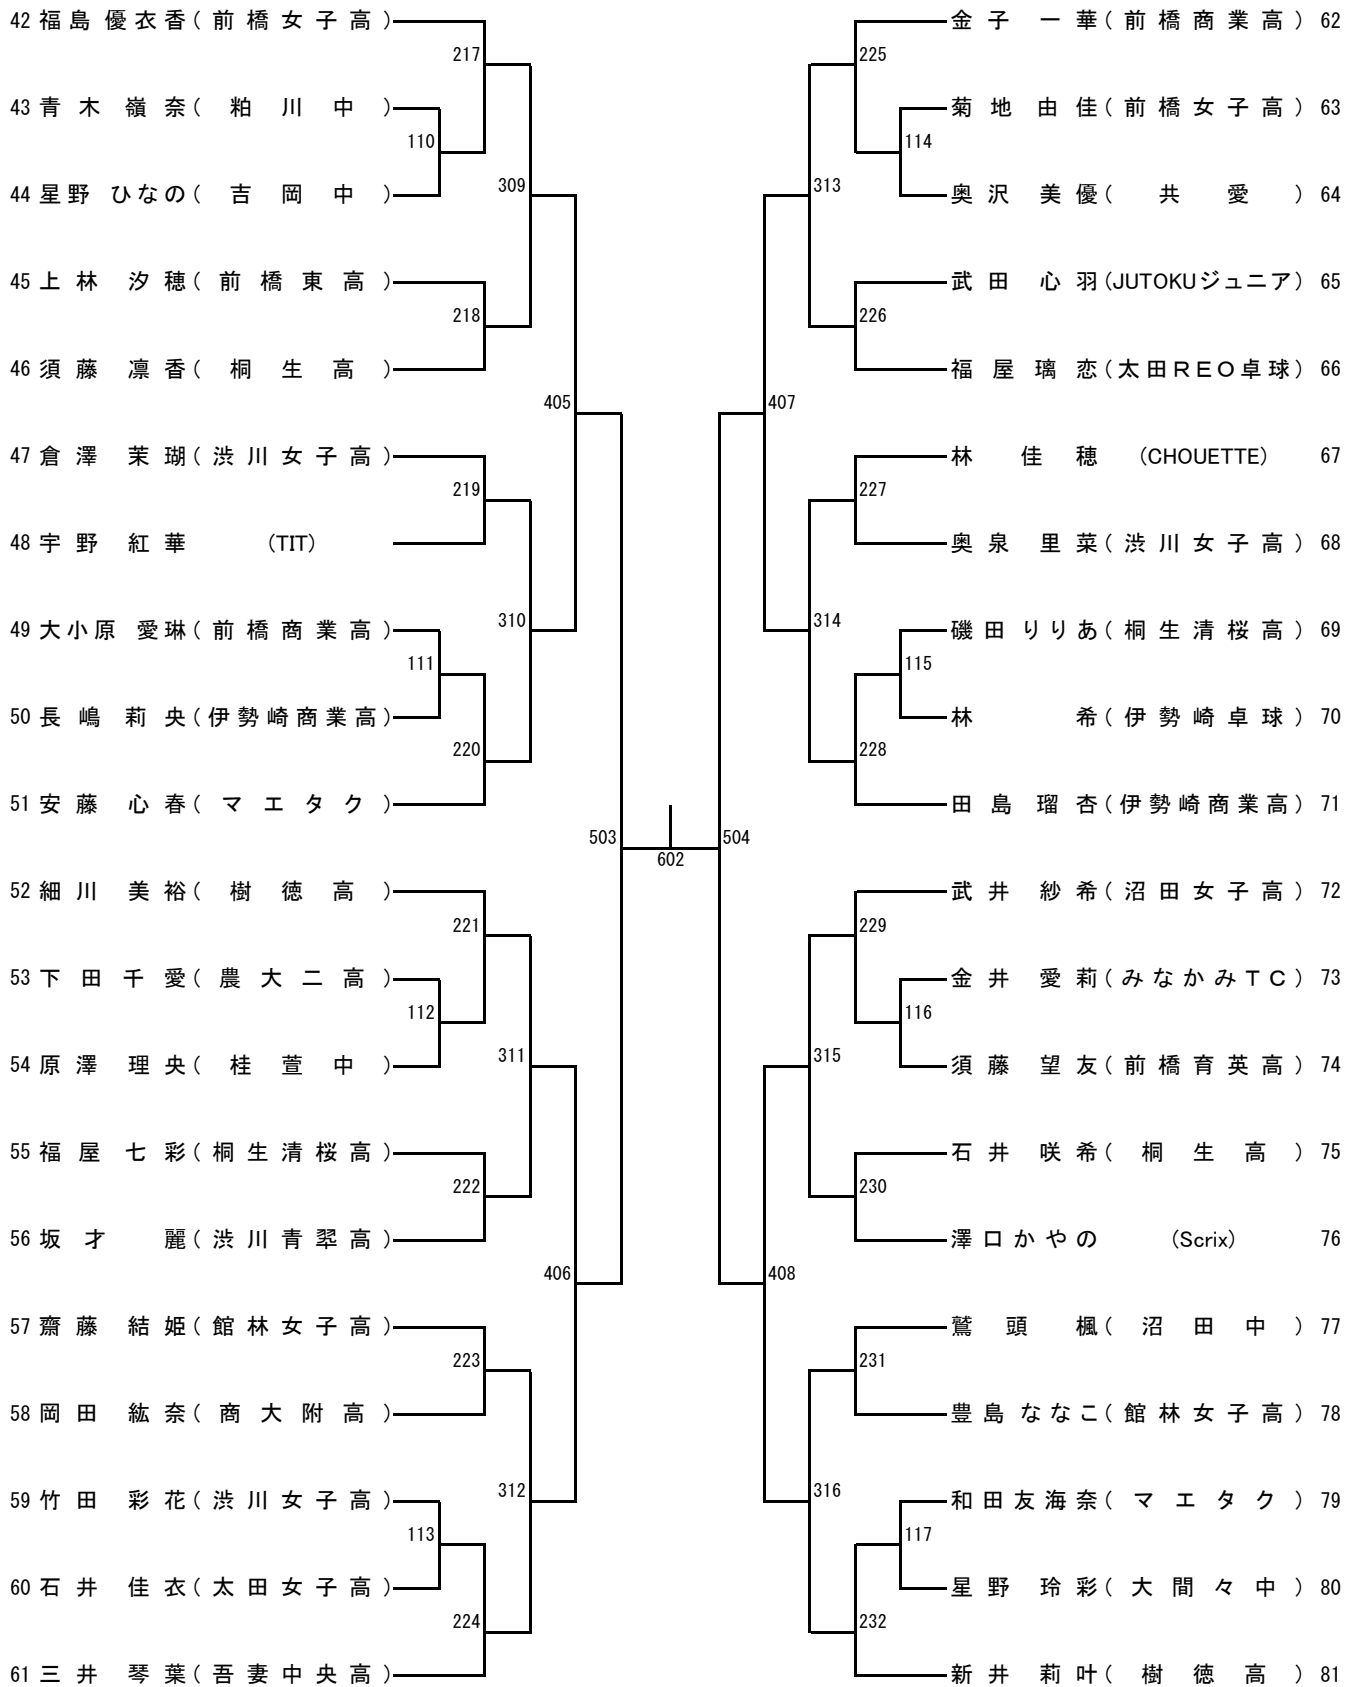 42 福島 優衣香 (前橋女子高)
217
43 青木 嶺奈 (粕川中)
110
44 星野 ひなの (吉岡中)
309
45 上林 汐穂 (前橋東高)
218
46 須藤 凛香 (桐生高)
405
47 倉澤 茉瑚 (渋川女子高)
219
48 宇野 紅華 (TIT)
310
49 大小原 愛琳 (前橋商業高)
111
50 長嶋 莉央 (伊勢崎商業高)
220
51 安藤 心春 (マエタク)
503
52 細川 美裕 (樹徳高)
221
53 下田 千愛 (農大二高)
112
54 原澤 理央 (桂萱中)
311
55 福屋 七彩 (桐生清桜高)
222
56 坂才 麗 (渋川青翠高)
406
57 齋藤 結姫 (館林女子高)
223
58 岡田 紘奈 (商大附高)
312
59 竹田 彩花 (渋川女子高)
113
60 石井 佳衣 (太田女子高)
224
61 三井 琴葉 (吾妻中央高)
602
金子 一華 (前橋商業高) 62
225
菊地 由佳 (前橋女子高) 63
114
奥沢 美優 (共愛) 64
313
武田 心羽 (JUTOKUジュニア) 65
226
福屋 璃恋 (太田REO卓球) 66
407
林 佳穂 (CHOUETTE) 67
227
奥泉 里菜 (渋川女子高) 68
314
磯田 りりあ (桐生清桜高) 69
115
林 希 (伊勢崎卓球) 70
228
田島 瑠杏 (伊勢崎商業高) 71
504
武井 紗希 (沼田女子高) 72
229
金井 愛莉 (みなかみTC) 73
116
須藤 望友 (前橋育英高) 74
315
石井 咲希 (桐生高) 75
230
澤口 かやの (Scrix) 76
408
鷲頭 楓 (沼田中) 77
231
豊島 ななこ (館林女子高) 78
316
和田 友海奈 (マエタク) 79
117
星野 玲彩 (大間々中) 80
232
新井 莉叶 (樹徳高) 81